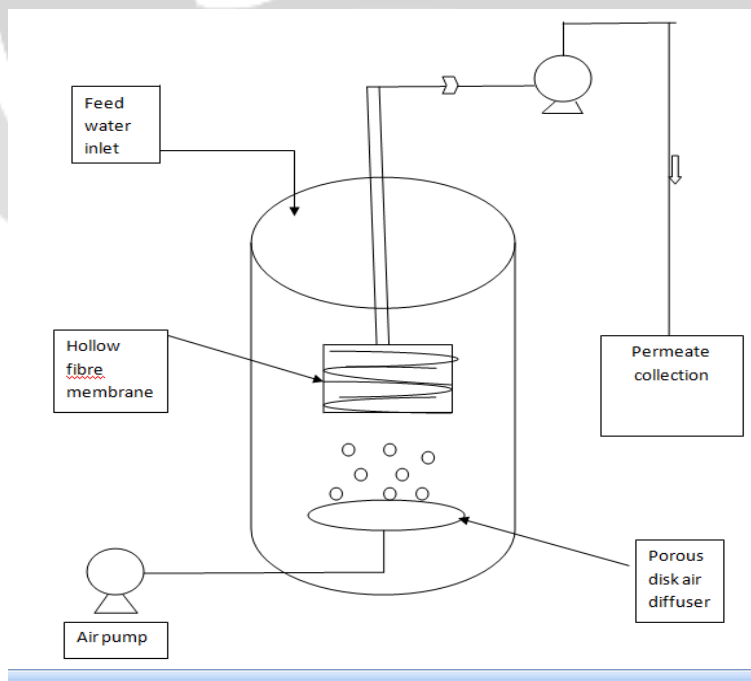 Feed
water
inlet
Hollow
fibre
membrane
Permeate
collection
Porous
disk air
diffuser
Air pump